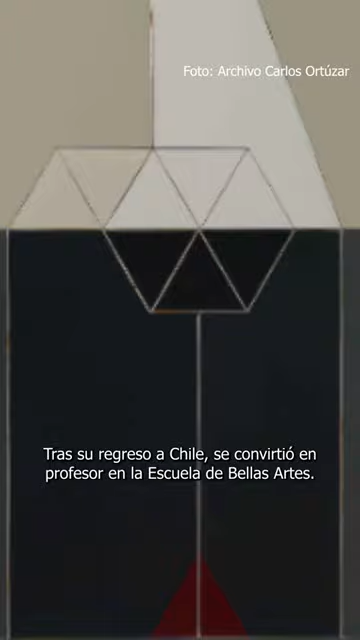 Foto: Archivo Carlos Ortúzar
Tras su regreso a Chile, se convirtió en
profesor en la Escuela de Bellas Artes.